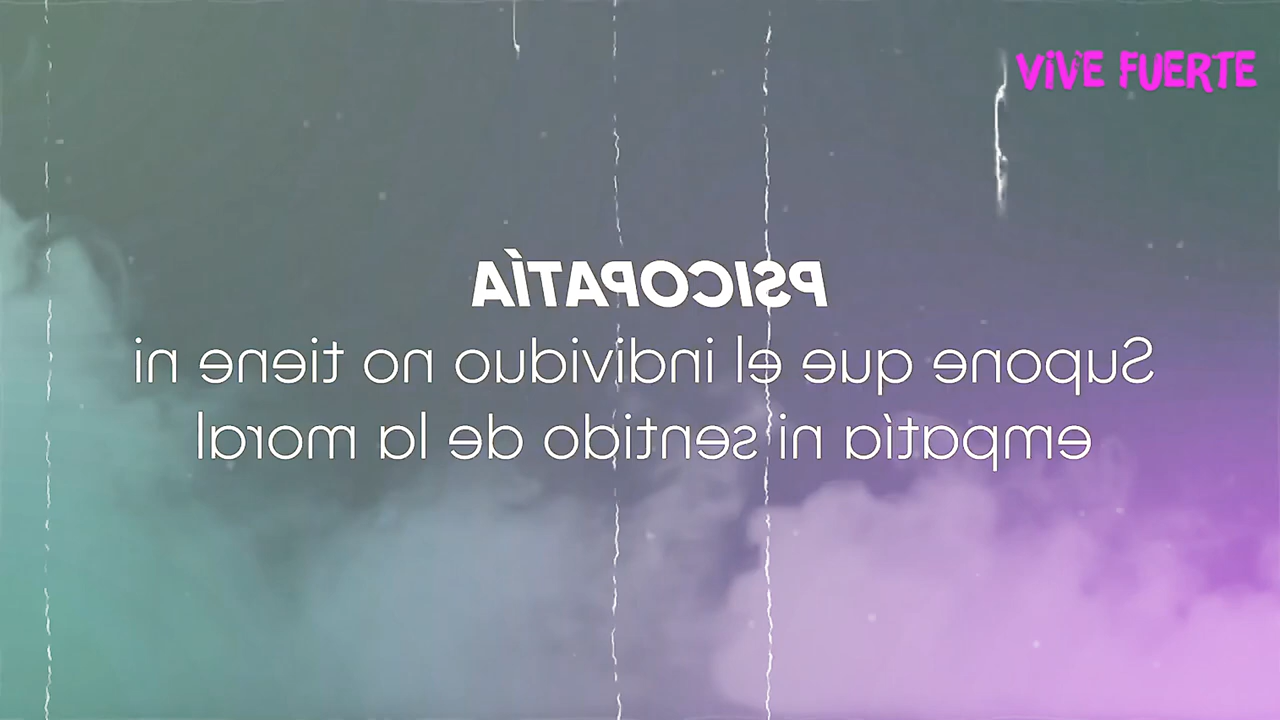 VIVE FUERTE
PSICOPATÍA
Supone que el individuo no tiene ni
empatía ni sentido de la moral